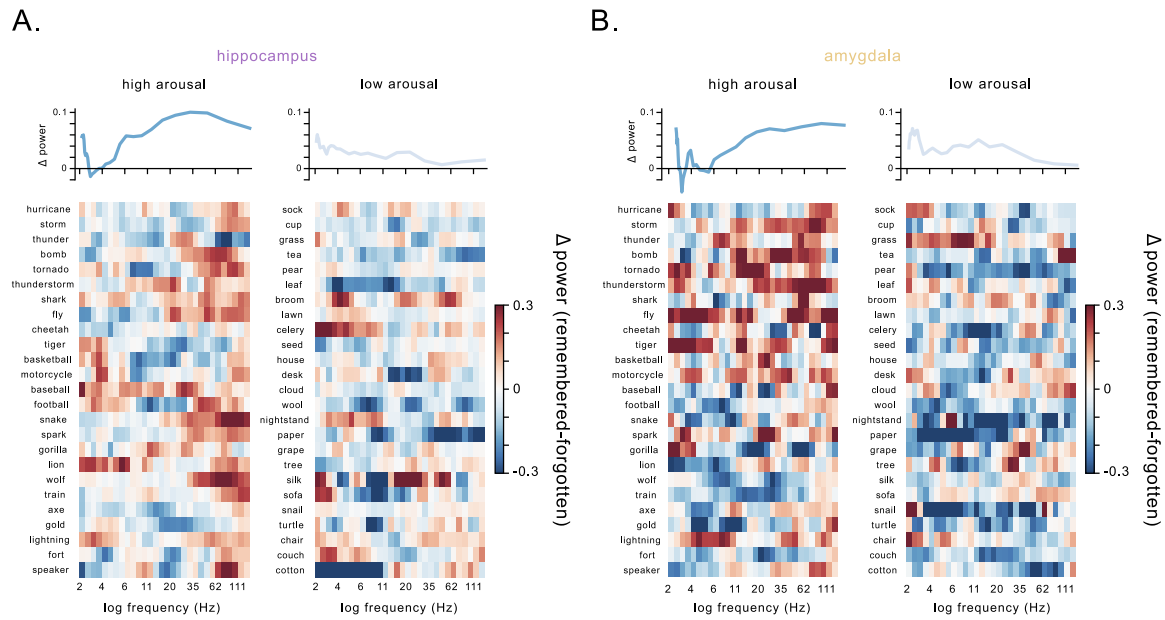 A.
hippocampus
high arousal
low arousal
Δ power
0.1
0
hurricane
storm
thunder
bomb
tornado
thunderstorm
shark
fly
cheetah
tiger
basketball
motorcycle
baseball
football
snake
spark
gorilla
lion
wolf
train
axe
gold
lightning
fort
speaker
2 4 6 11 20 35 62 111
log frequency (Hz)
0.1
0
sock
cup
grass
tea
pear
leaf
broom
lawn
celery
seed
house
desk
cloud
wool
nightstand
paper
grape
tree
silk
sofa
snail
turtle
chair
couch
cotton
2 4 6 11 20 35 62 111
log frequency (Hz)
0.3
0
-0.3
Δ power (remembered-forgotten)
B.
amygdala
high arousal
low arousal
Δ power
0.1
0
hurricane
storm
thunder
bomb
tornado
thunderstorm
shark
fly
cheetah
tiger
basketball
motorcycle
baseball
football
snake
spark
gorilla
lion
wolf
train
axe
gold
lightning
fort
speaker
2 4 6 11 20 35 62 111
log frequency (Hz)
0.1
0
sock
cup
grass
tea
pear
leaf
broom
lawn
celery
seed
house
desk
cloud
wool
nightstand
paper
grape
tree
silk
sofa
snail
turtle
chair
couch
cotton
2 4 6 11 20 35 62 111
log frequency (Hz)
0.3
0
-0.3
Δ power (remembered-forgotten)